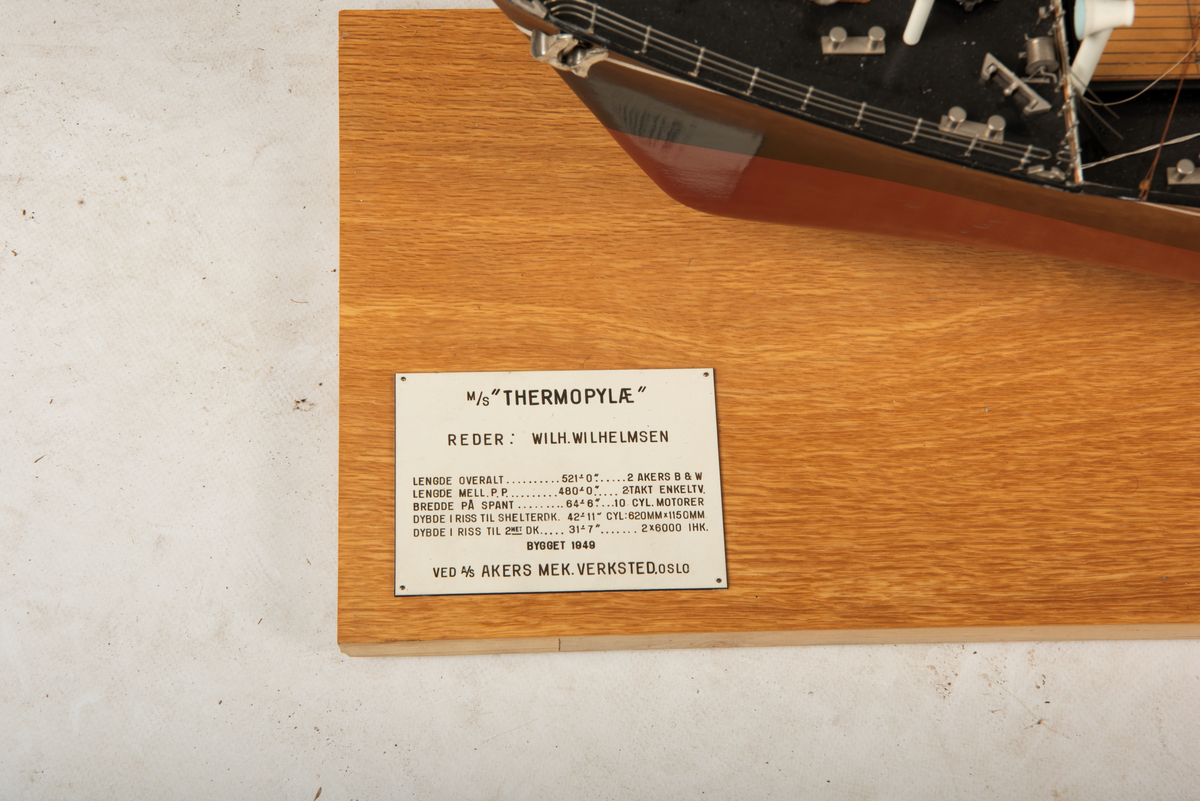 M/S "THERMOPYLÆ"
REDER: WILH. WILHELMSEN
LENGDE OVERALT..........521'-0".....2 AKERS B & W
LENGDE MELL. P.P.........480'-0".... 2TAKT ENKELTV.
BREDDE PÅ SPANT.........64'-6"...10 CYL. MOTORER
DYBDE I RISS TIL SHELTERDK. 42'-11" CYL:620MM×1150MM
DYBDE I RISS TIL 2NET DK..... 31'-7"....... 2×6000 IHK.
BYGGET 1949
VED A/S AKERS MEK. VERKSTED, OSLO